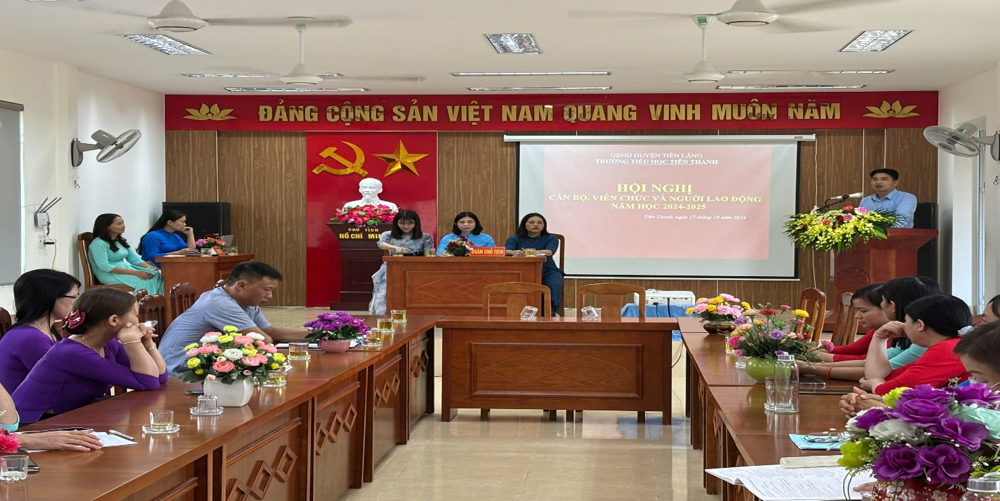 ĐẢNG CỘNG SẢN VIỆT NAM QUANG VINH MUÔN NĂM
UBND HUYỆN TIÊN LÃNG
TRƯỜNG TIỂU HỌC TIÊN THANH
HỘI NGHỊ
CÁN BỘ, VIÊN CHỨC VÀ NGƯỜI LAO ĐỘNG
NĂM HỌC 2024-2025
Tiên Thanh, ngày 17 tháng 10 năm 2024
CHỦ TỊCH
HỒ CHÍ MINH
ĐOÀN CHỦ TỊCH